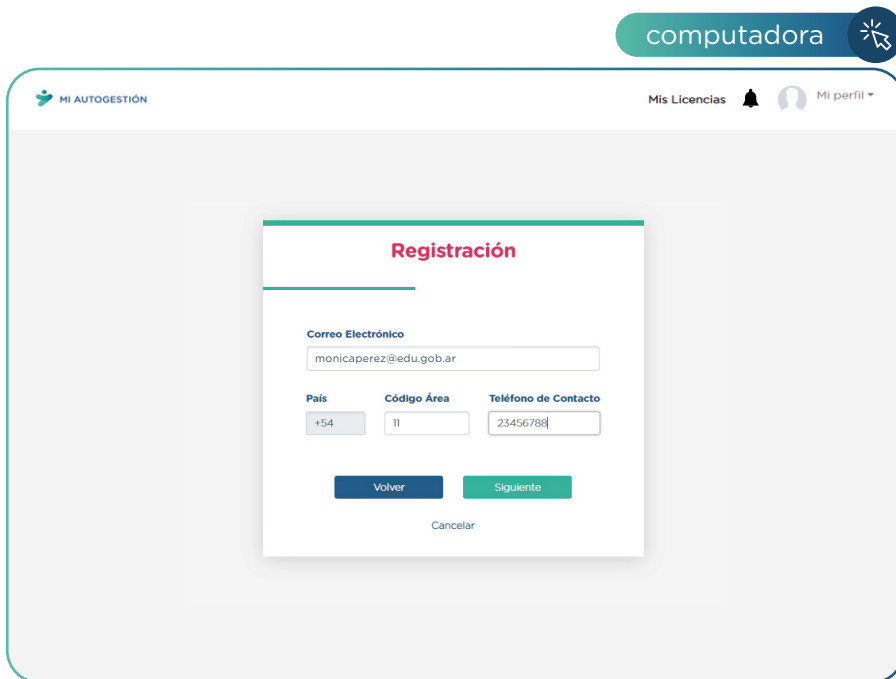 computadora
MI AUTOGESTIÓN
Mis Licencias
Mi perfil
Registración
Correo Electrónico
monicaperez@edu.gob.ar
País Código Área Teléfono de Contacto
+54 11 23456788
Volver Siguiente
Cancelar